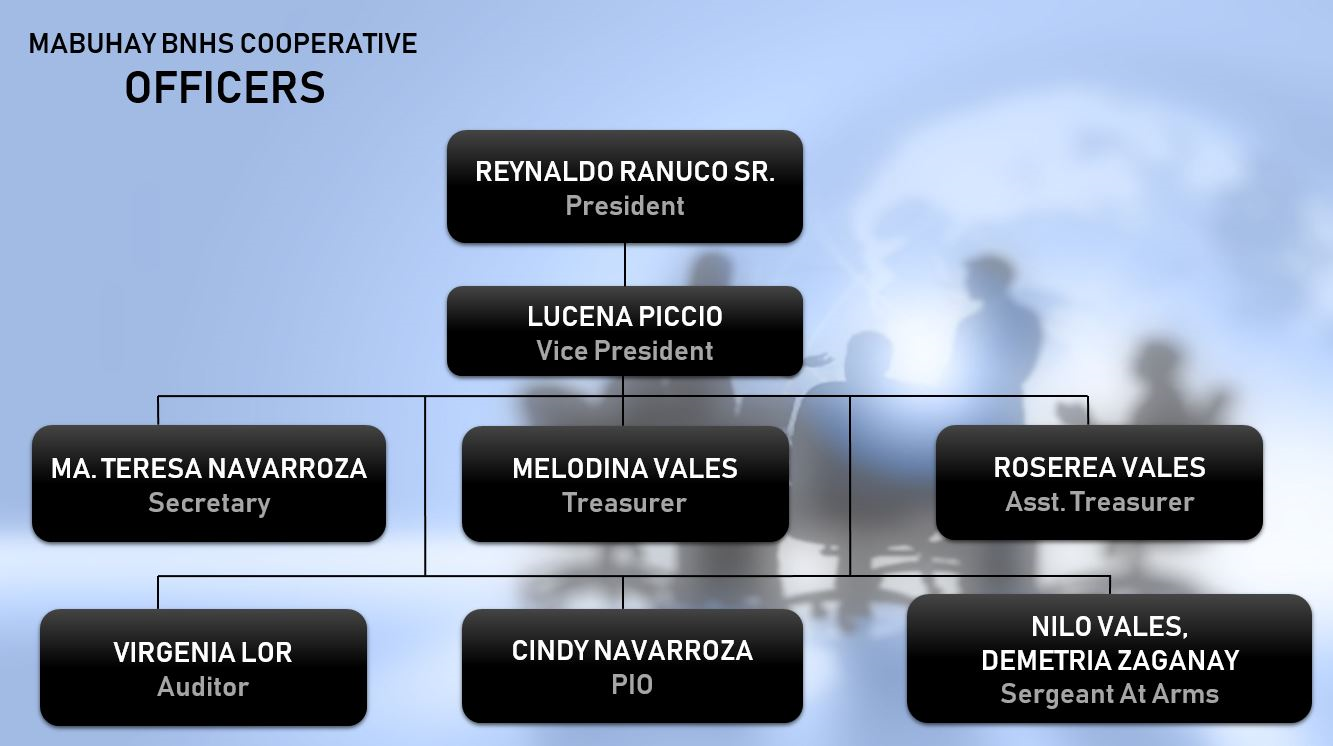 MABUHAY BNHS COOPERATIVE
OFFICERS
REYNALDO RANUCO SR.
President
LUCENA PICCIO
Vice President
MA. TERESA NAVARROZA
Secretary
MELODINA VALES
Treasurer
ROSEREA VALES
Asst. Treasurer
VIRGENIA LOR
Auditor
CINDY NAVARROZA
PIO
NILO VALES,
DEMETRIA ZAGANAY
Sergeant At Arms